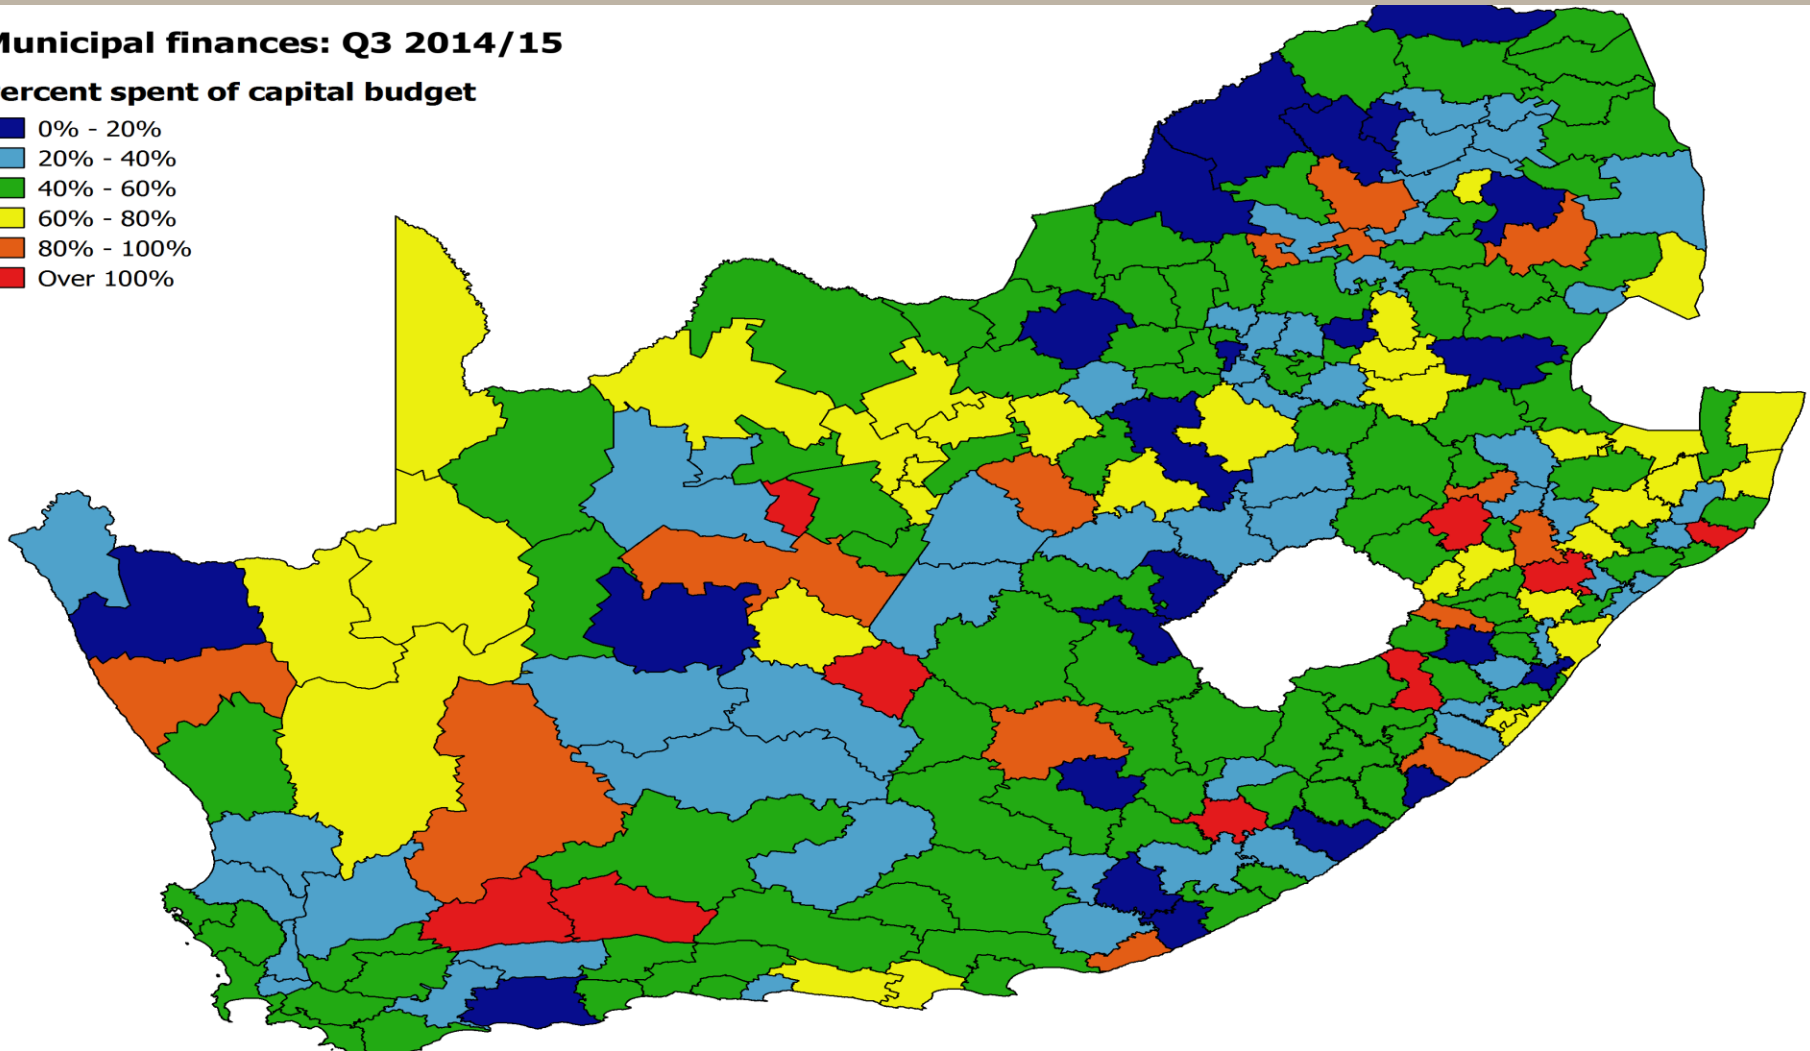 Municipal finances: Q3 2014/15
ercent spent of capital budget
0% - 20%
20% - 40%
40% - 60%
60% - 80%
80% - 100%
Over 100%